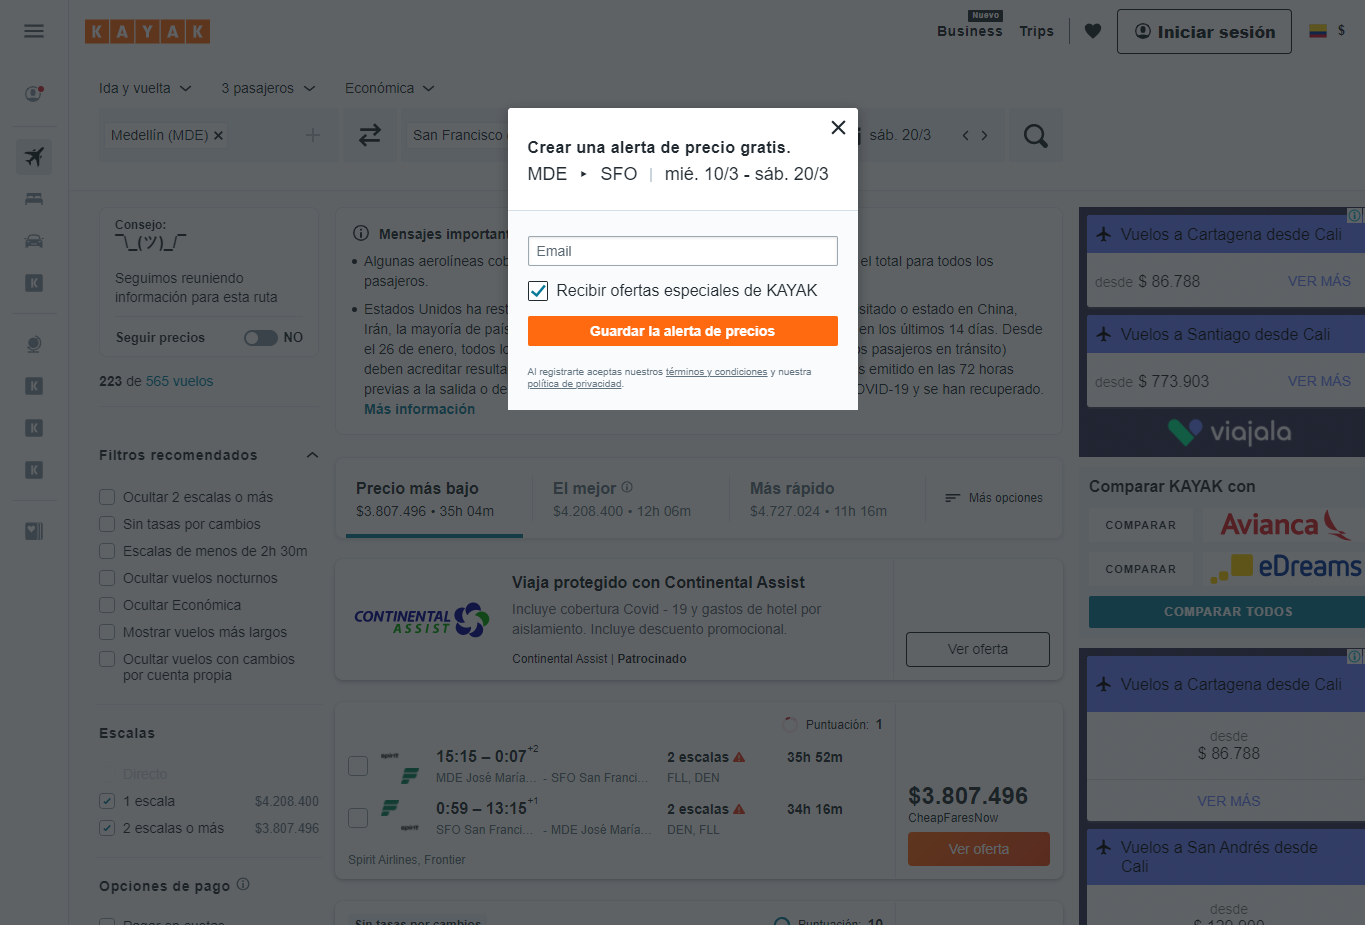 KAYAK
Nuevo
Business
Trips
Iniciar sesión
$
Ida y vuelta
3 pasajeros
Económica
Medellín (MDE)
San Francisco
sáb. 20/3
Crear una alerta de precio gratis.
MDE ▸ SFO | mié. 10/3 - sáb. 20/3
Email
Recibir ofertas especiales de KAYAK
Guardar la alerta de precios
Al registrarte aceptas nuestros términos y condiciones y nuestra
política de privacidad.
Consejo:
¯\_(ツ)_/¯
Seguimos reuniendo
información para esta ruta
Seguir precios
NO
223 de 565 vuelos
Filtros recomendados
Ocultar 2 escalas o más
Sin tasas por cambios
Escalas de menos de 2h 30m
Ocultar vuelos nocturnos
Ocultar Económica
Mostrar vuelos más largos
Ocultar vuelos con cambios
por cuenta propia
Escalas
Directo
1 escala $4.208.400
2 escalas o más $3.807.496
Opciones de pago
Pagar en cuotas
Mensajes important
Algunas aerolíneas cob
el total para todos los
pasajeros.
Estados Unidos ha rest
sitado o estado en China,
Irán, la mayoría de país
en los últimos 14 días. Desde
el 26 de enero, todos lo
os pasajeros en tránsito)
deben acreditar resulta
s emitido en las 72 horas
previas a la salida o de
OVID-19 y se han recuperado.
Más información
Precio más bajo
$3.807.496 • 35h 04m
El mejor
$4.208.400 • 12h 06m
Más rápido
$4.727.024 • 11h 16m
Más opciones
CONTINENTAL
ASSIST
Viaja protegido con Continental Assist
Incluye cobertura Covid - 19 y gastos de hotel por
aislamiento. Incluye descuento promocional.
Continental Assist | Patrocinado
Ver oferta
Puntuación: 1
spirit
15:15 – 0:07+2
MDE José María... - SFO San Franci...
2 escalas
FLL, DEN
35h 52m
0:59 – 13:15+1
SFO San Franci... - MDE José María...
2 escalas
DEN, FLL
34h 16m
spirit
Spirit Airlines, Frontier
$3.807.496
CheapFaresNow
Ver oferta
Sin tasas por cambios
Puntuación: 10
Vuelos a Cartagena desde Cali
desde $ 86.788
VER MÁS
Vuelos a Santiago desde Cali
desde $ 773.903
VER MÁS
viajala
Comparar KAYAK con
COMPARAR
Avianca
COMPARAR
eDreams
COMPARAR TODOS
Vuelos a Cartagena desde Cali
desde
$ 86.788
VER MÁS
Vuelos a San Andrés desde
Cali
desde